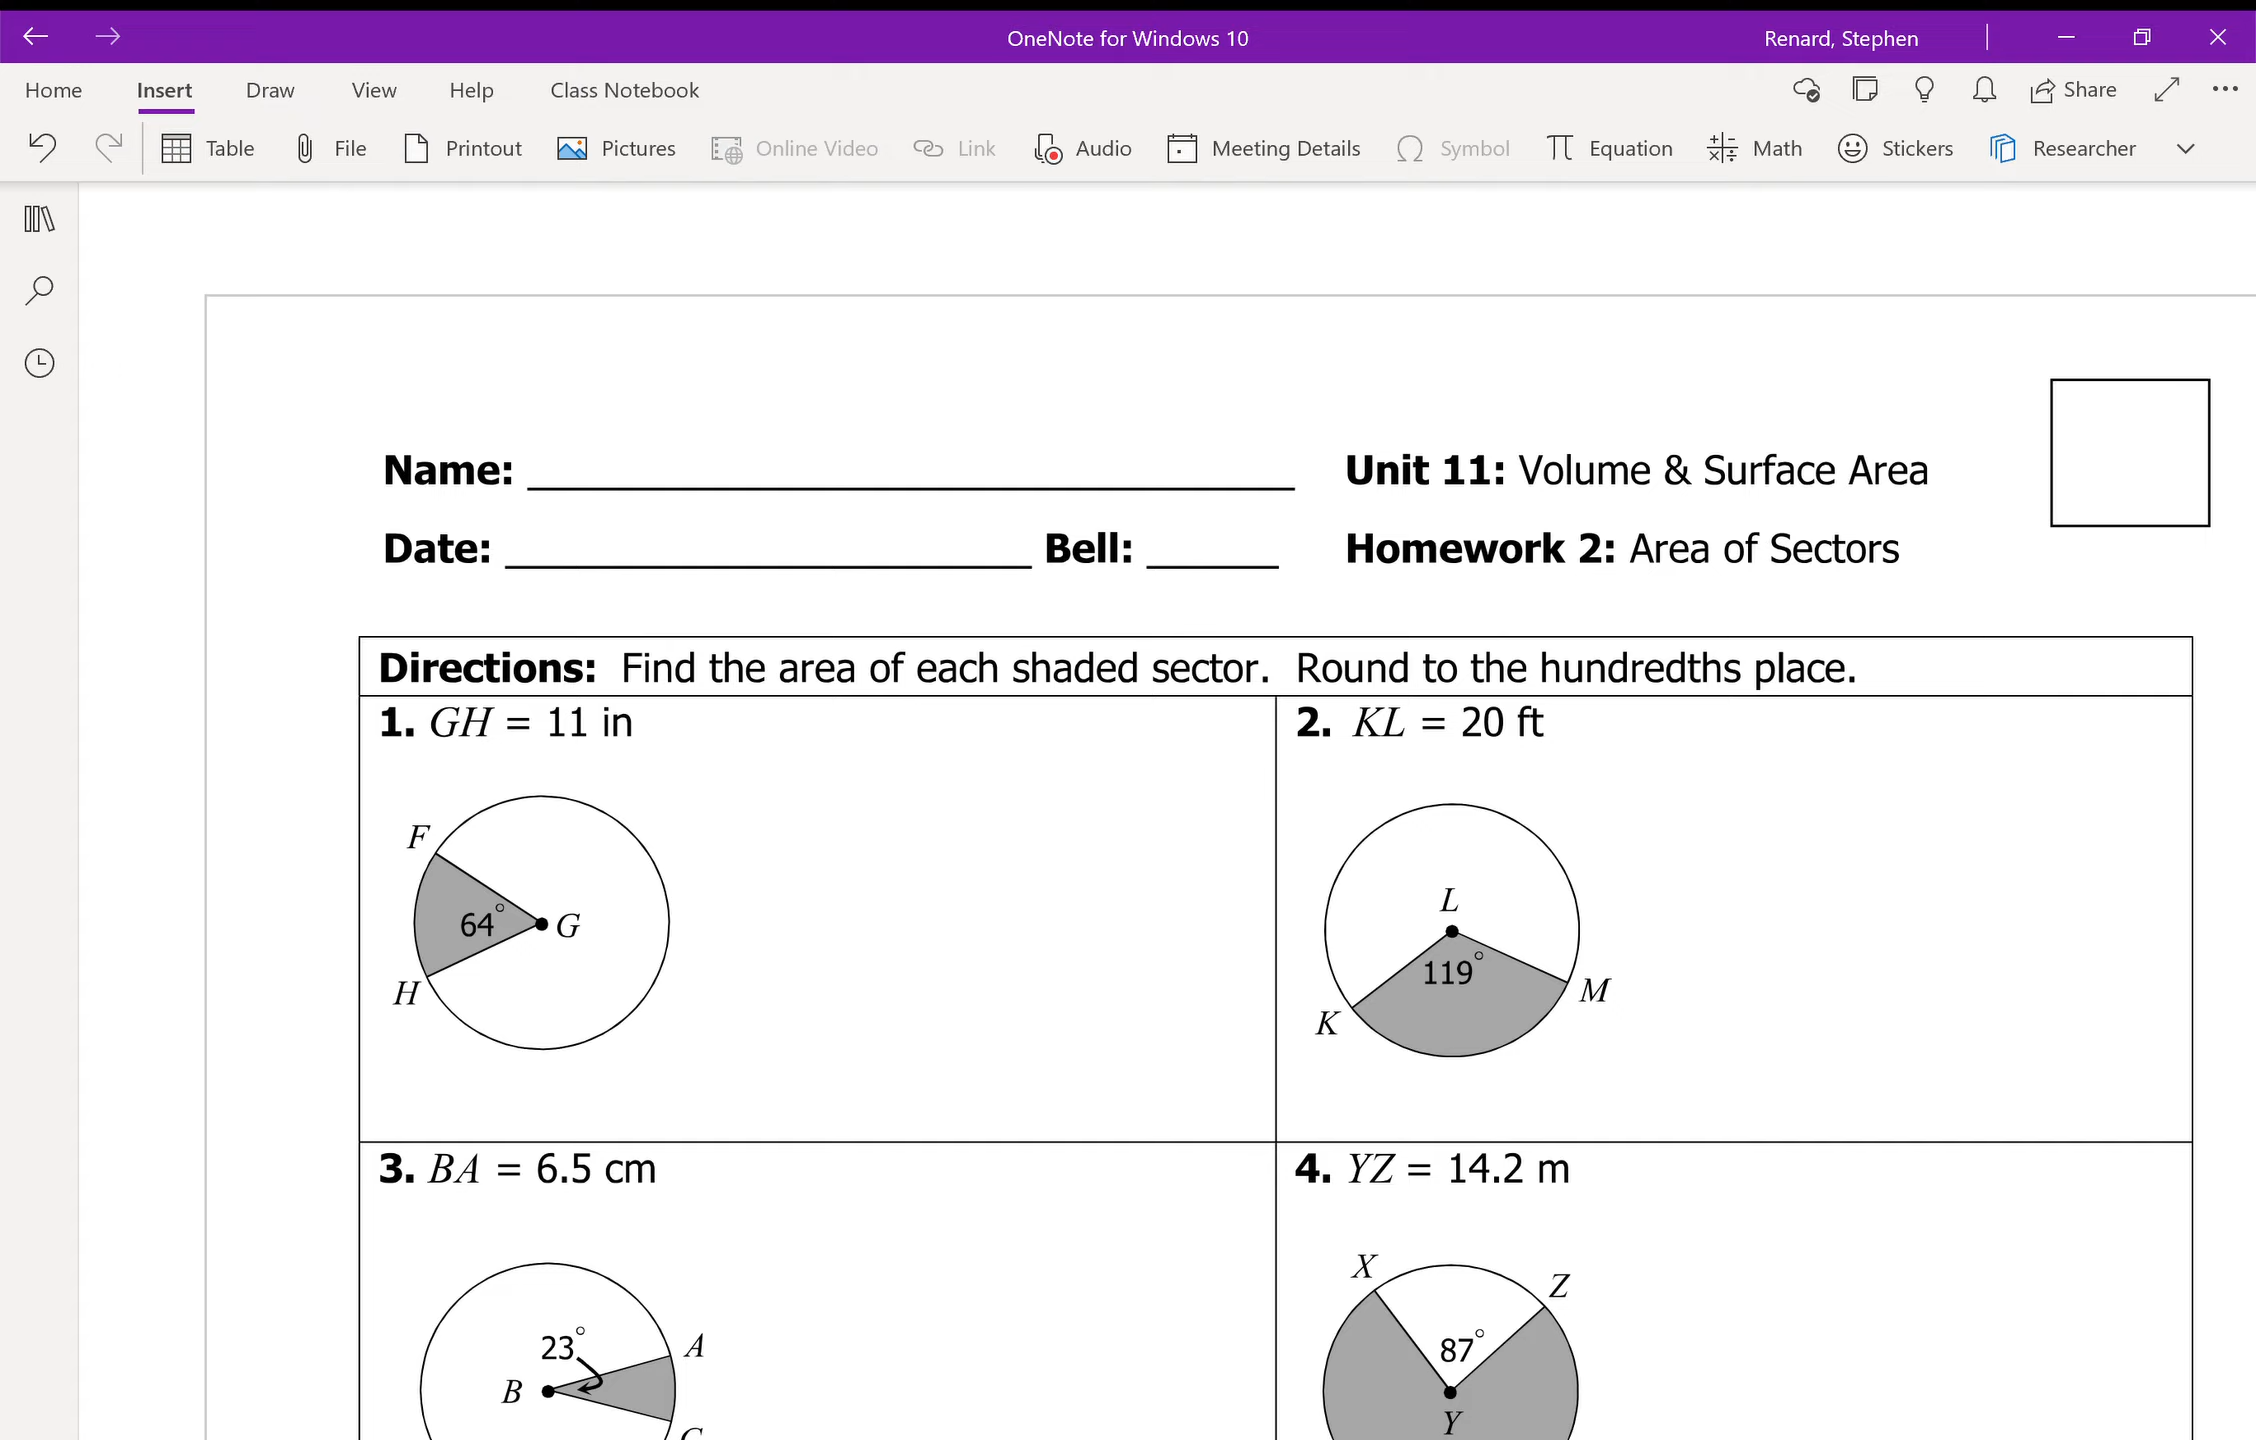 OneNote for Windows 10
Renard, Stephen
Home Insert Draw View Help Class Notebook
Share
Table File Printout Pictures Online Video Link Audio Meeting Details Symbol Equation Math Stickers Researcher
Name: ____________________ Unit 11: Volume & Surface Area
Date: ____________________ Bell: ______ Homework 2: Area of Sectors
Directions: Find the area of each shaded sector. Round to the hundredths place.
1. GH = 11 in
F
64°
G
H
2. KL = 20 ft
L
119°
M
K
3. BA = 6.5 cm
23°
A
B
C
4. YZ = 14.2 m
X
Z
87°
Y